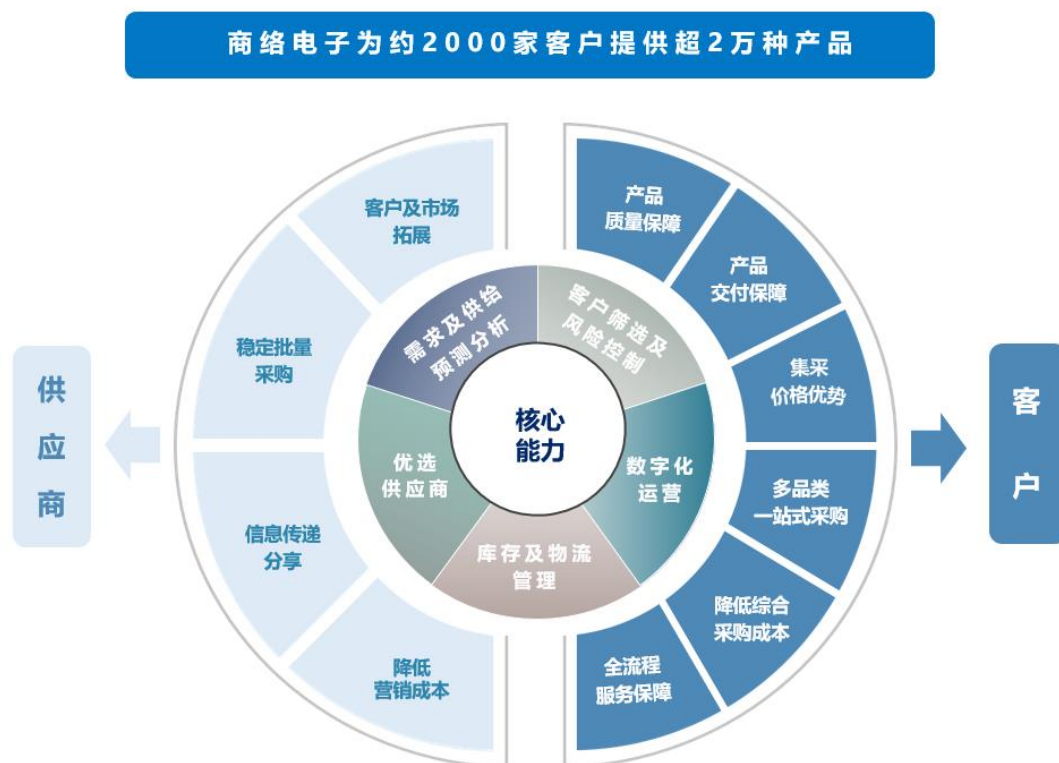 商络电子为约2000家客户提供超2万种产品
供
应
商
客户及市场
拓展
稳定批量
采购
信息传递
分享
降低
营销成本
需求及供给
预测分析
客户筛选及
风险控制
优选
供应商
数字化
运营
库存及物流
管理
核心
能力
产品
质量保障
产品
交付保障
集采
价格优势
多品类
一站式采购
降低综合
采购成本
全流程
服务保障
客
户